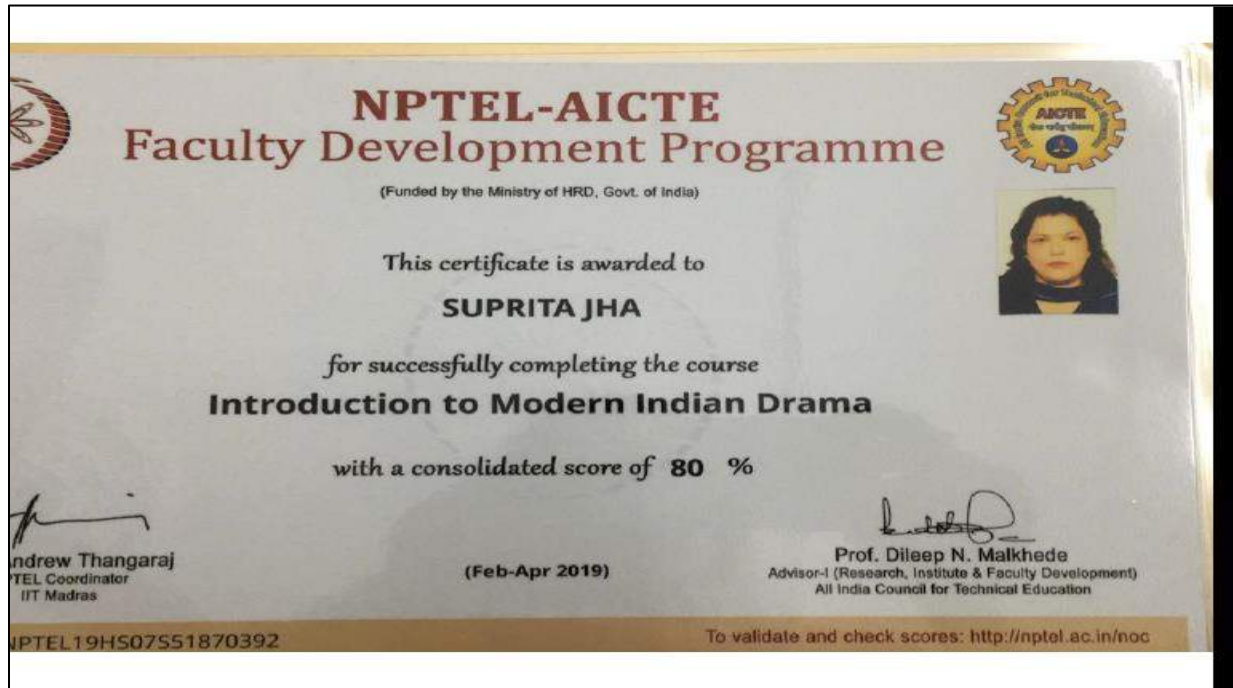 NPTEL-AICTE
Faculty Development Programme
(Funded by the Ministry of HRD, Govt. of India)
AICTE
This certificate is awarded to
SUPRITA JHA
for successfully completing the course
Introduction to Modern Indian Drama
with a consolidated score of 80 %
ndrew Thangaraj
TEL Coordinator
IIT Madras
(Feb-Apr 2019)
Prof. Dileep N. Malkhede
Advisor-I (Research, Institute & Faculty Development)
All India Council for Technical Education
NPTEL19HS07S51870392
To validate and check scores: http://nptel.ac.in/noc